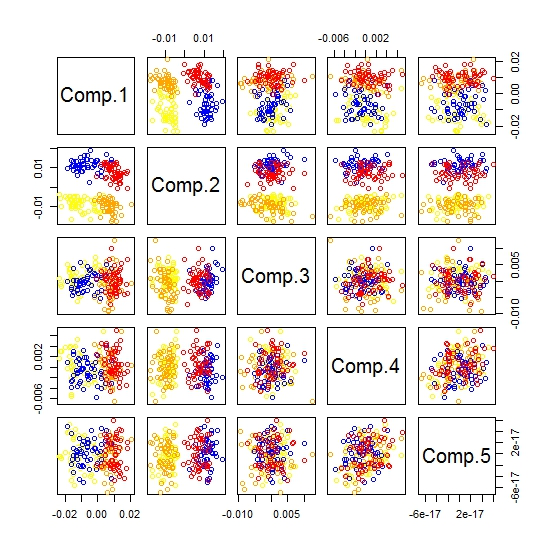 -0.01 0.01 -0.006 0.002
Comp.1
-0.02 0.00 0.02
-0.01 0.01
Comp.2
Comp.3
-0.010 0.005
-0.006 0.002
Comp.4
Comp.5
-6e-17 2e-17
-0.02 0.00 0.02 -0.010 0.005 -6e-17 2e-17